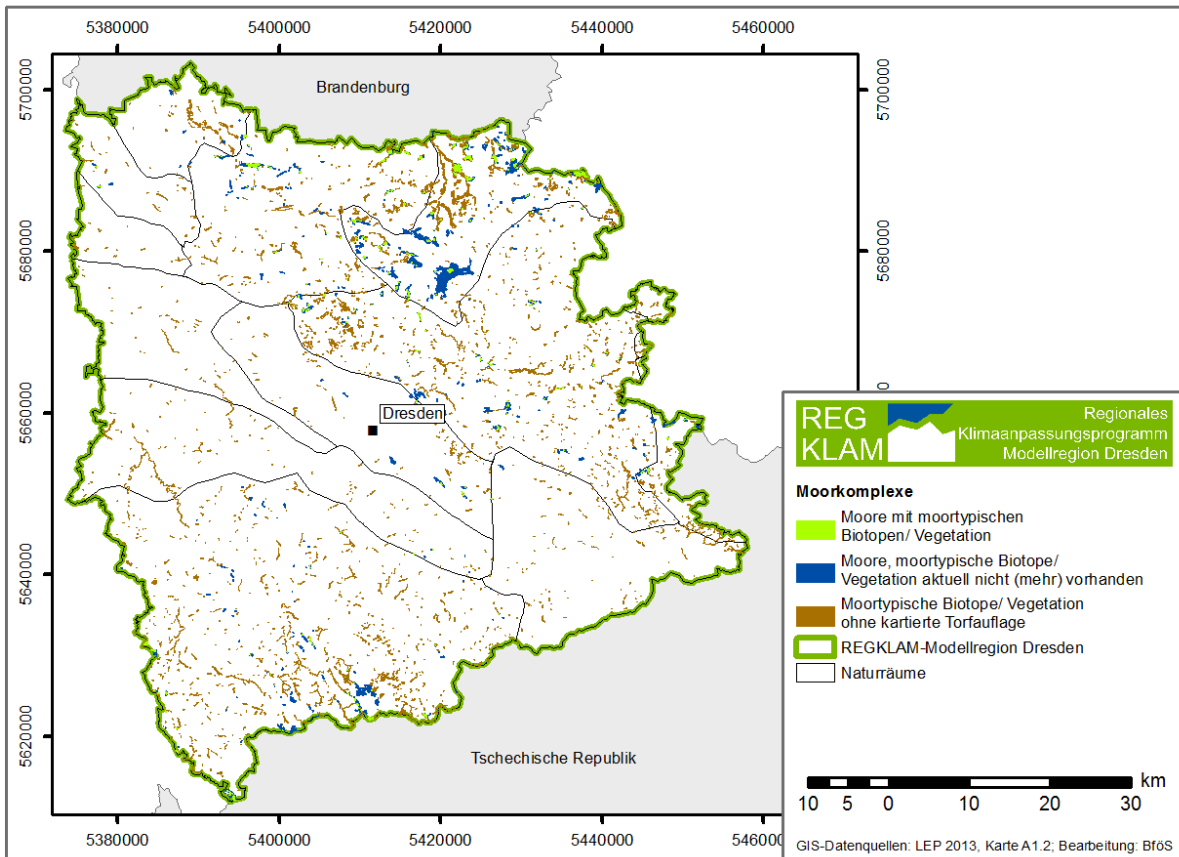 5380000 5400000 5420000 5440000 5460000
5700000
5680000
5660000
5640000
5620000
5700000
5680000
0
Brandenburg
Dresden
Tschechische Republik
5380000 5400000 5420000 5440000 546000
REG
KLAM
Regionales
Klimaanpassungsprogramm
Modellregion Dresden
Moorkomplexe
Moore mit moortypischen
Biotopen/ Vegetation
Moore, moortypische Biotope/
Vegetation aktuell nicht (mehr) vorhanden
Moortypische Biotope/ Vegetation
ohne kartierte Torfauflage
REGKLAM-Modellregion Dresden
Naturräume
km
10 5 0 10 20 30
GIS-Datenquellen: LEP 2013, Karte A1.2; Bearbeitung: BföS